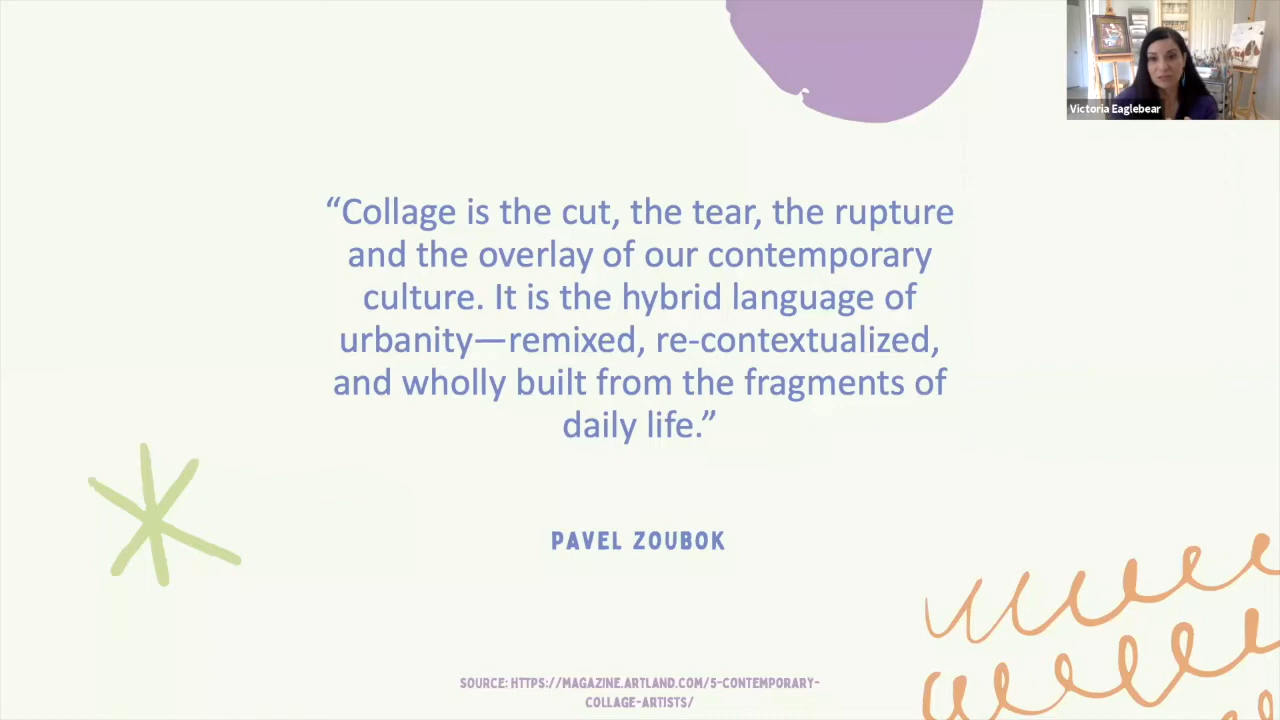 Victoria Eaglebear
“Collage is the cut, the tear, the rupture
and the overlay of our contemporary
culture. It is the hybrid language of
urbanity—remixed, re-contextualized,
and wholly built from the fragments of
daily life.”
PAVEL ZOUBOK
SOURCE: HTTPS://MAGAZINE.ARTLAND.COM/5-CONTEMPORARY-
COLLAGE-ARTISTS/